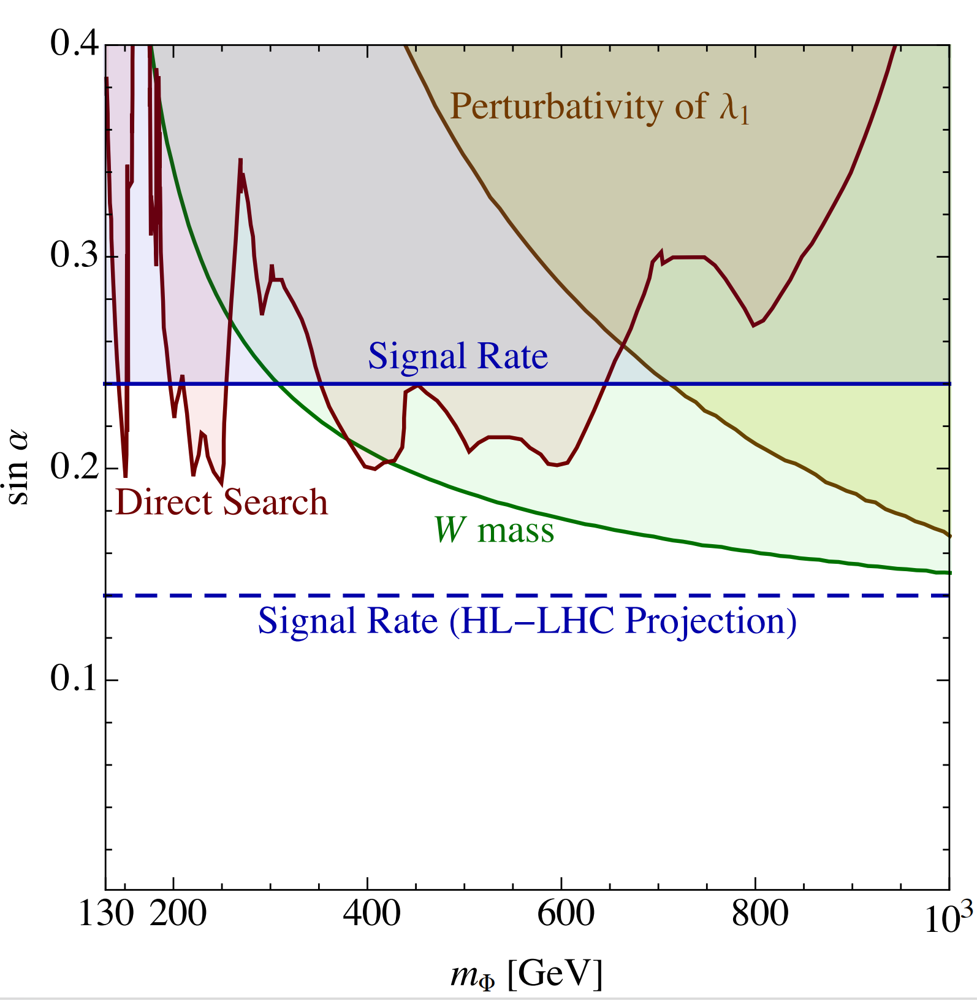 0.4
Perturbativity of λ₁
0.3
Signal Rate
sin α
0.2
Direct Search
W mass
Signal Rate (HL−LHC Projection)
0.1
130 200 400 600 800 10³
m_Φ [GeV]